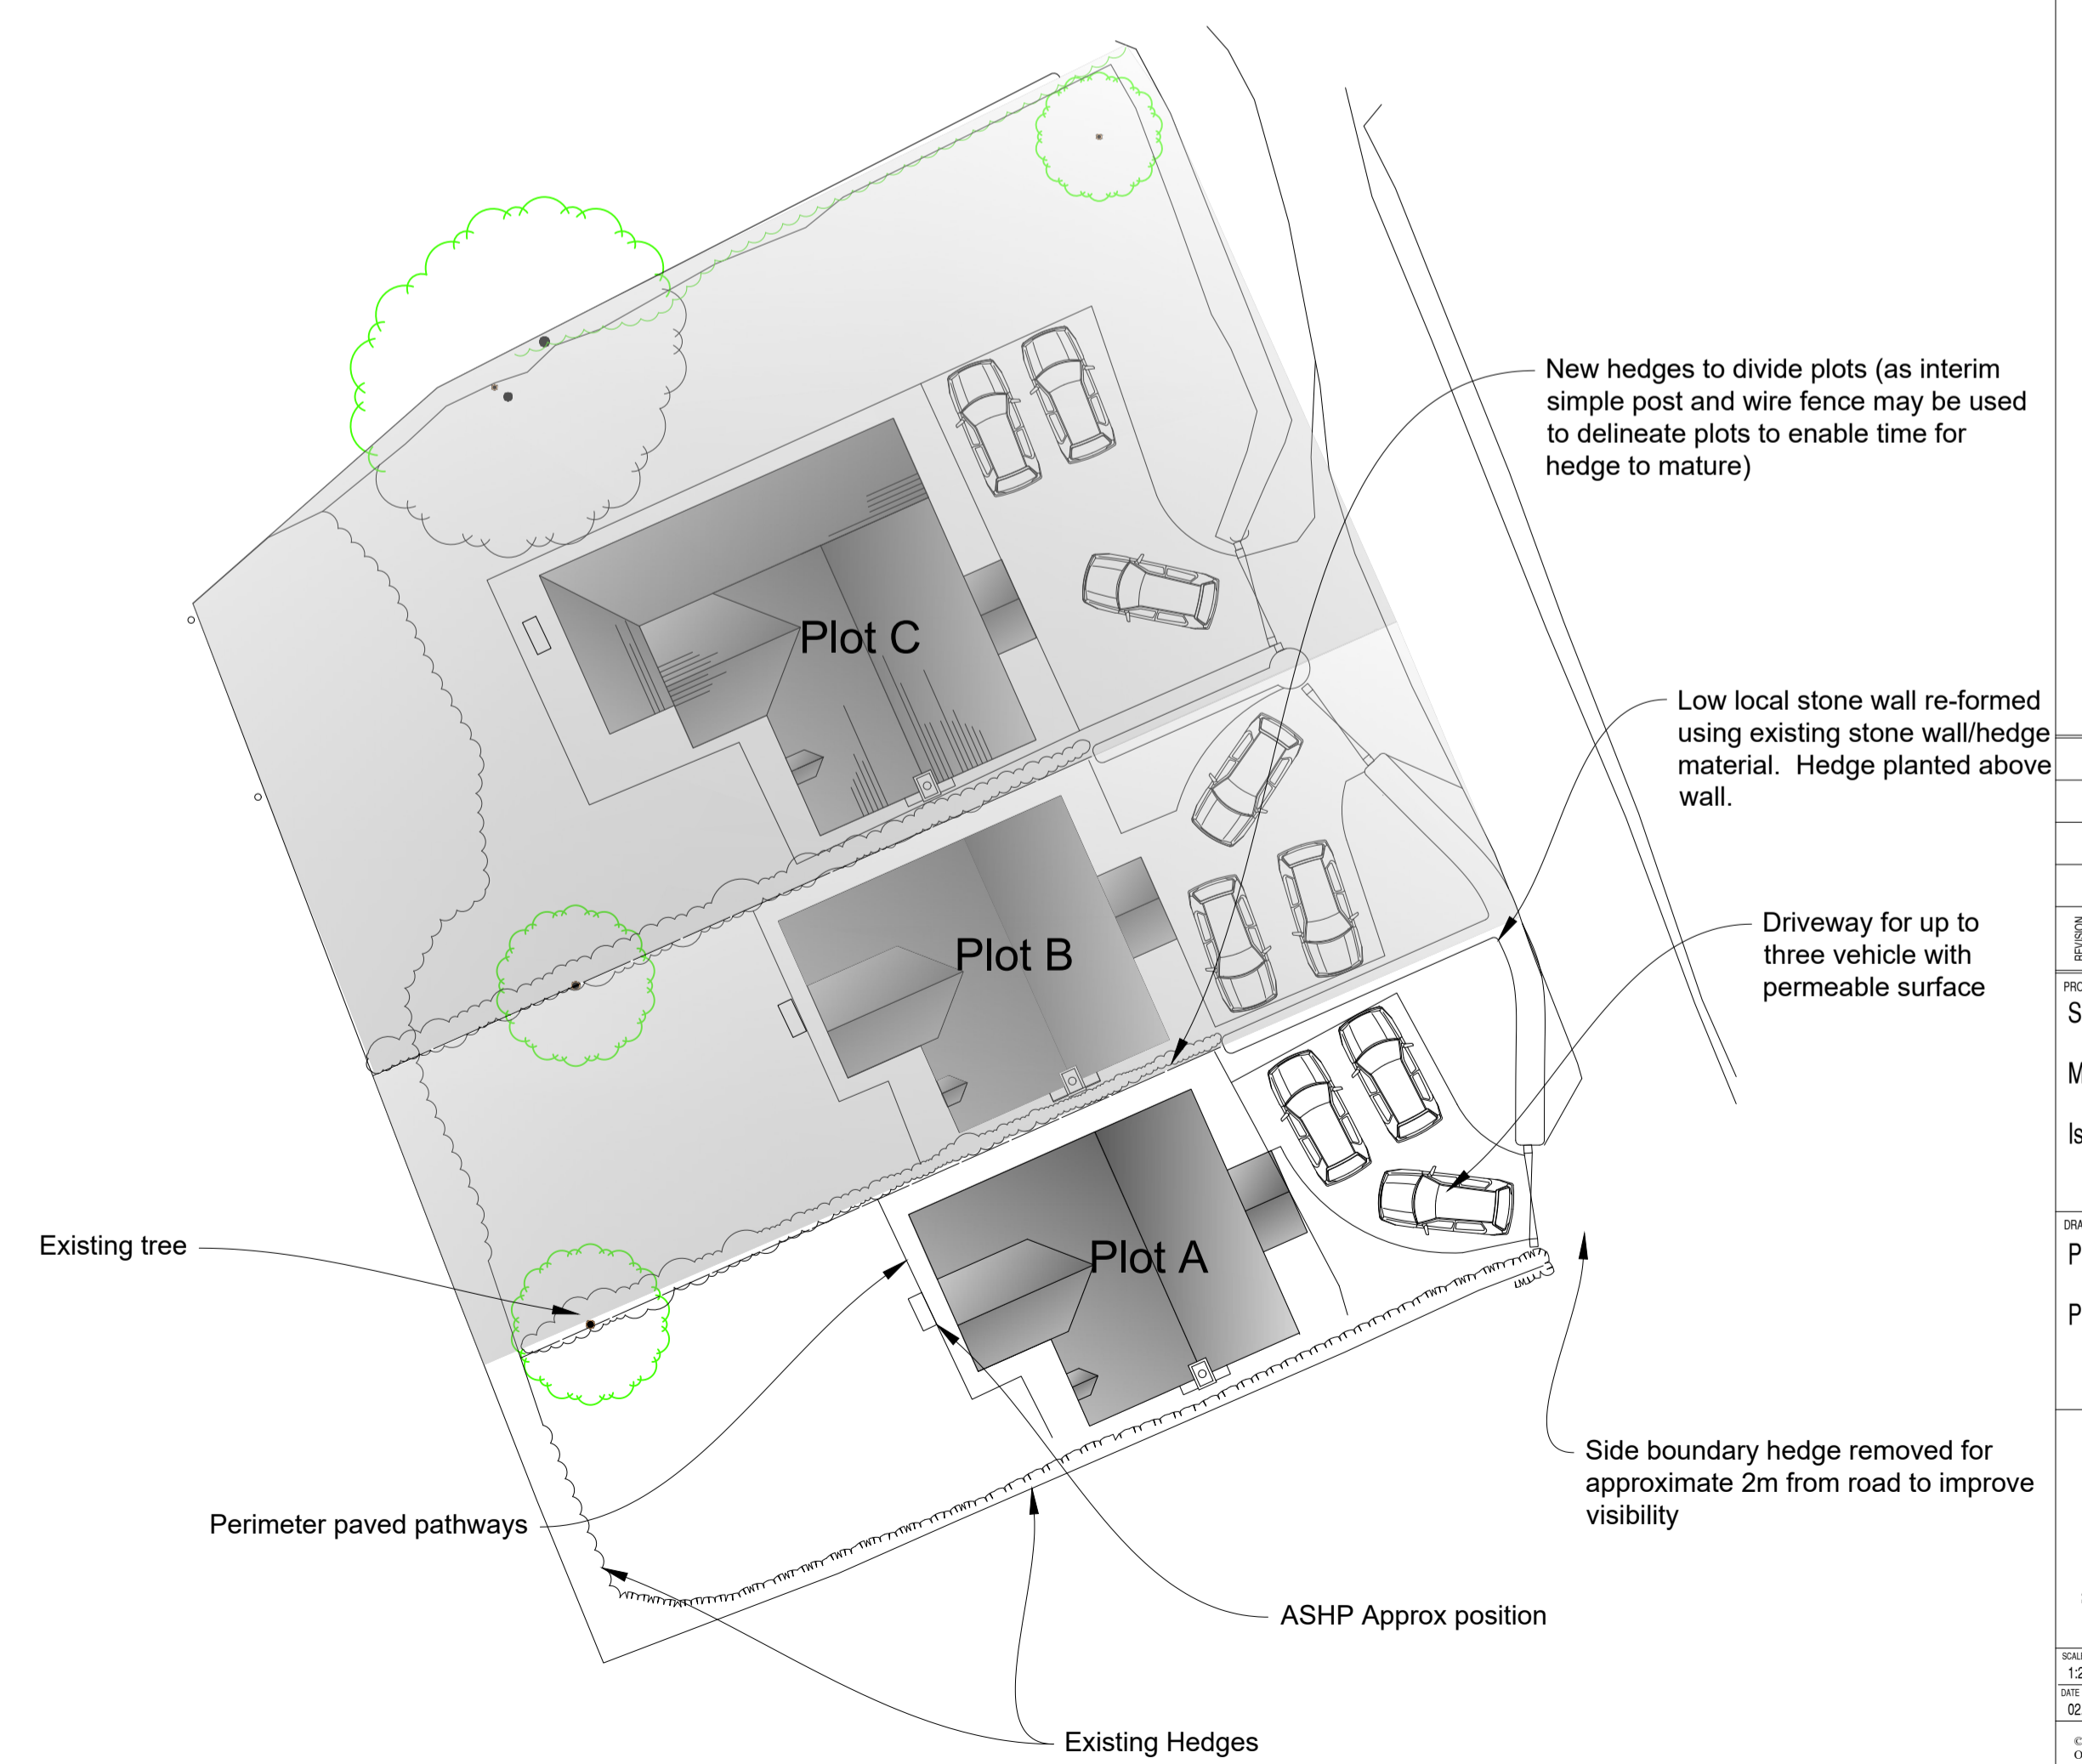 New hedges to divide plots (as interim
simple post and wire fence may be used
to delineate plots to enable time for
hedge to mature)
Plot C
Low local stone wall re-formed
using existing stone wall/hedge
material. Hedge planted above
wall.
Plot B
Driveway for up to
three vehicle with
permeable surface
REVISION
Plot A
Existing tree
Side boundary hedge removed for
approximate 2m from road to improve
visibility
Perimeter paved pathways
ASHP Approx position
Existing Hedges